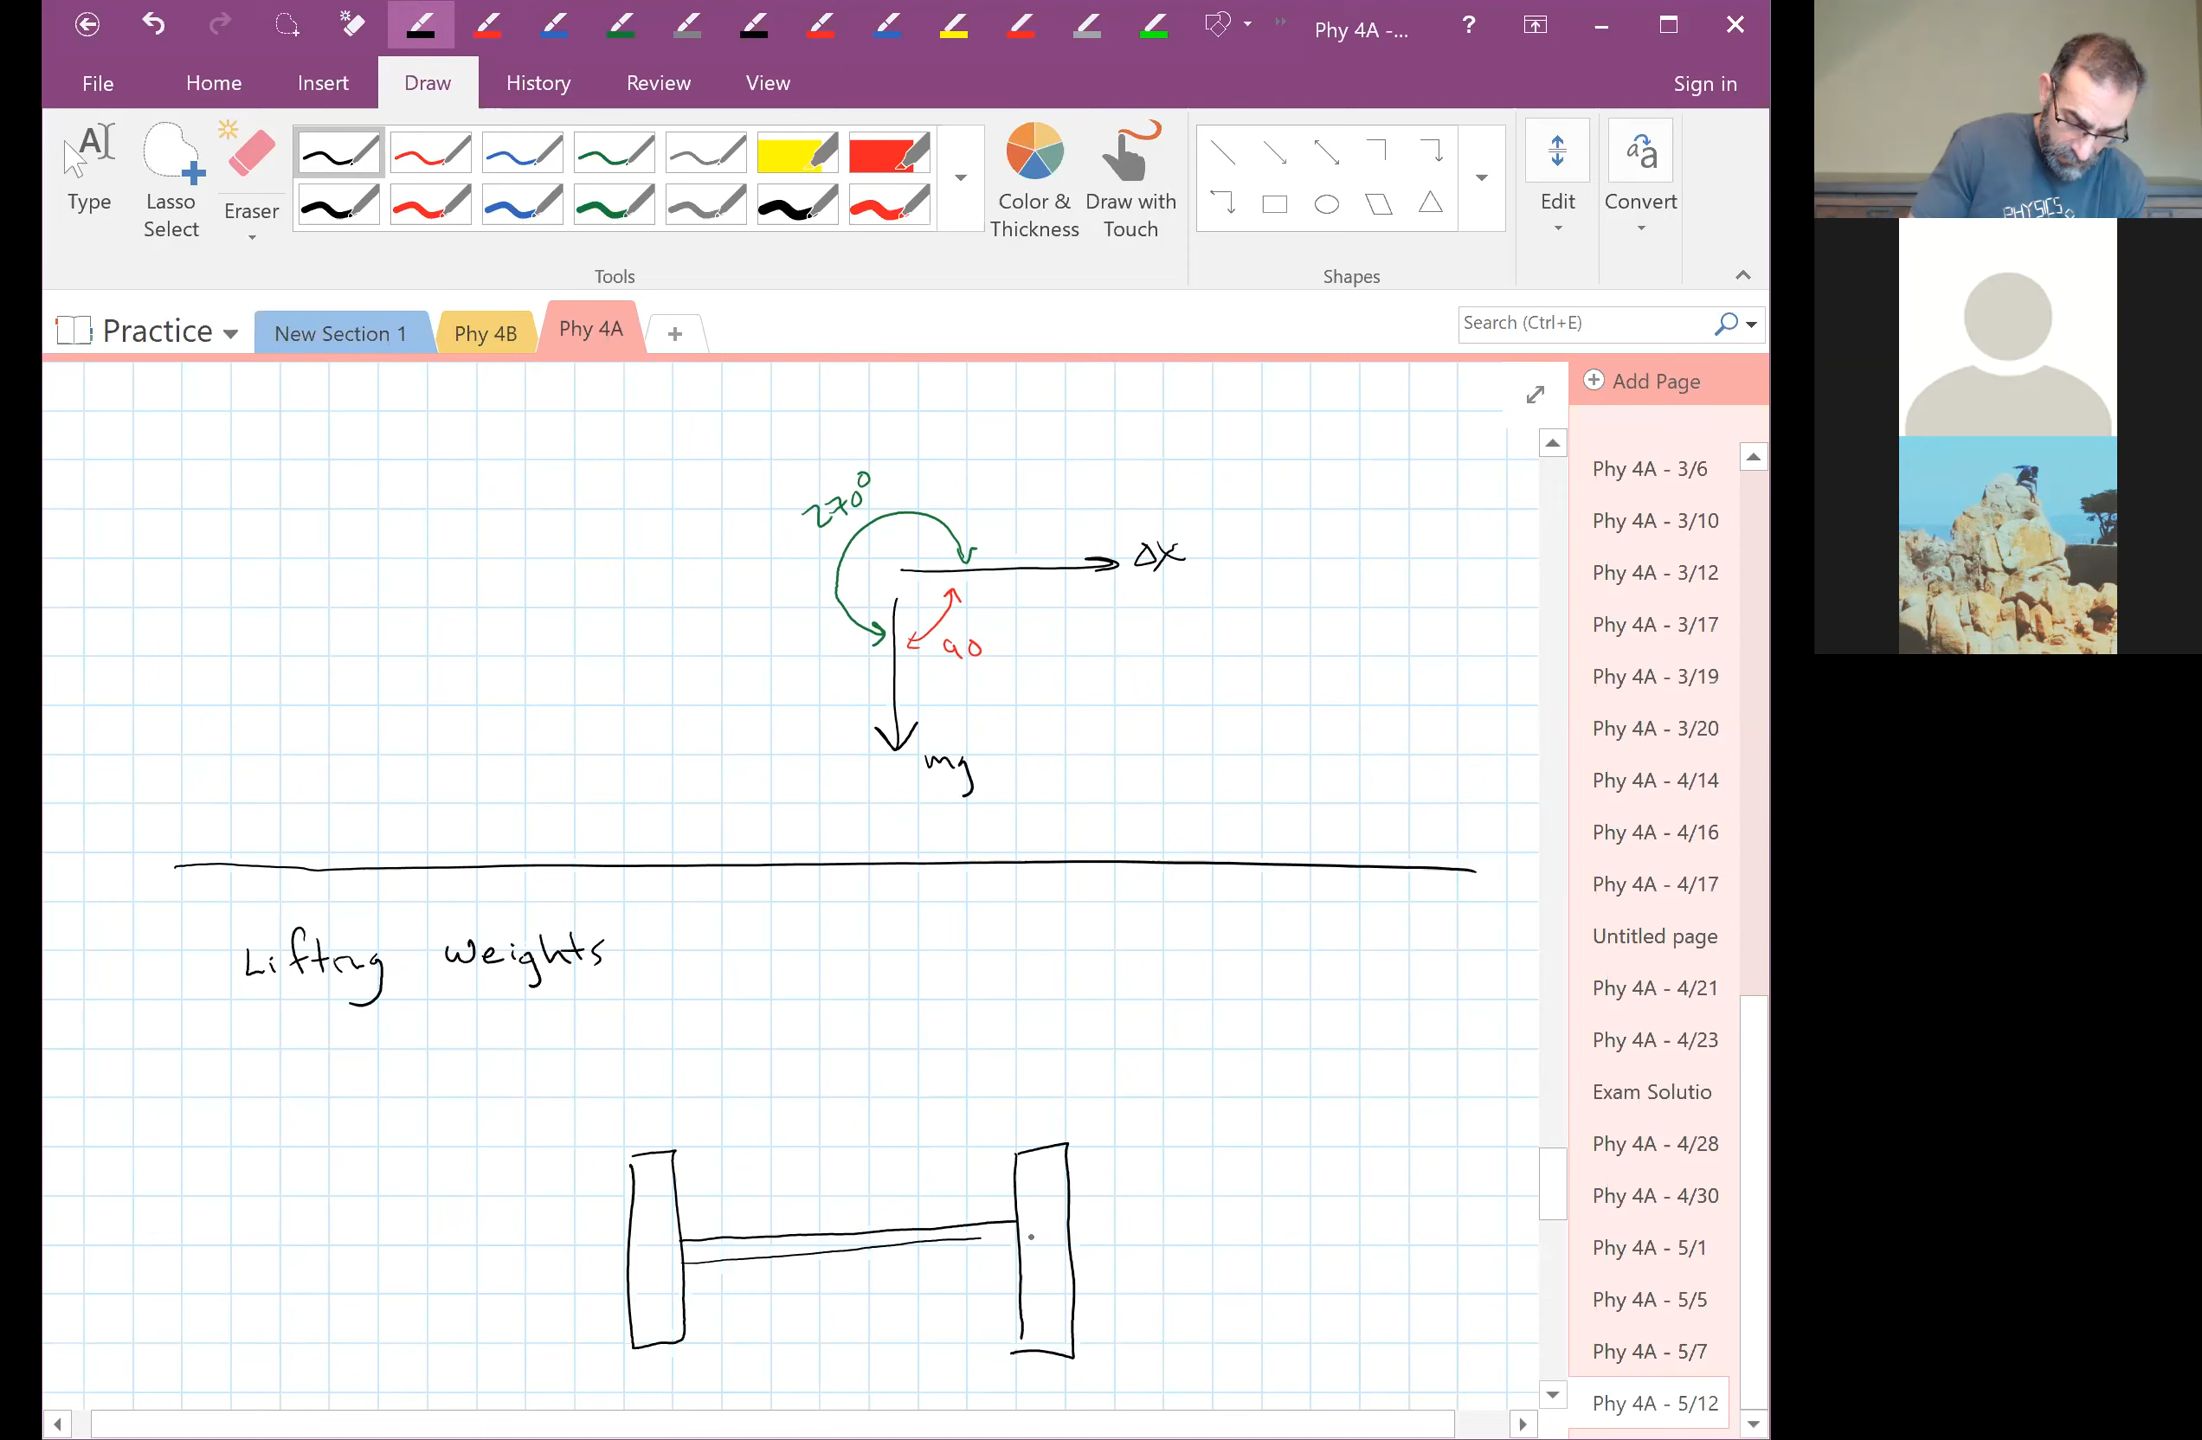 Phy 4A -...
?
File
Home
Insert
Draw
History
Review
View
Sign in
Type
Lasso
Select
Eraser
Color &
Thickness
Draw with
Touch
Edit
Convert
Tools
Shapes
Practice
New Section 1
Phy 4B
Phy 4A
Search (Ctrl+E)
Add Page
Phy 4A - 3/6
Phy 4A - 3/10
Phy 4A - 3/12
Phy 4A - 3/17
Phy 4A - 3/19
Phy 4A - 3/20
Phy 4A - 4/14
Phy 4A - 4/16
Phy 4A - 4/17
Untitled page
Phy 4A - 4/21
Phy 4A - 4/23
Exam Solutio
Phy 4A - 4/28
Phy 4A - 4/30
Phy 4A - 5/1
Phy 4A - 5/5
Phy 4A - 5/7
Phy 4A - 5/12
270°
Δx
90
mg
Lifting weights
PHYSICS